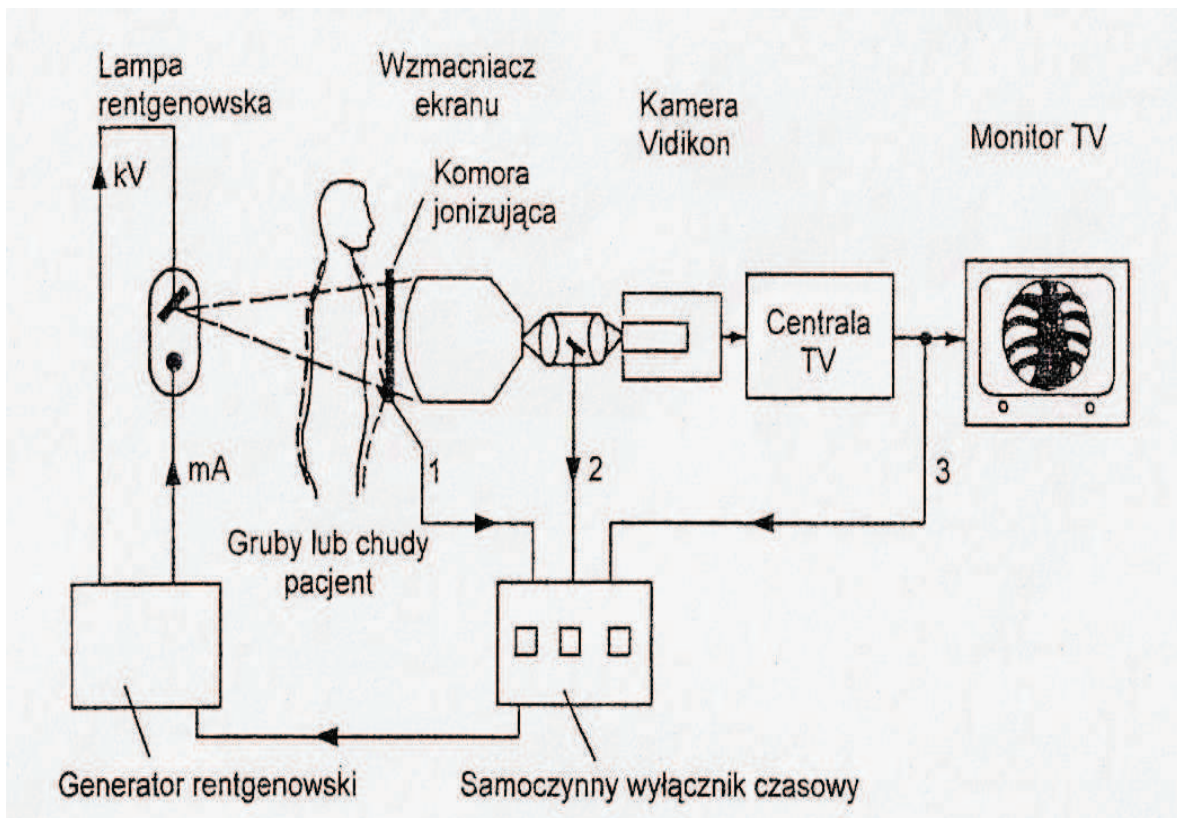 Lampa
rentgenowska
Wzmacniacz
ekranu
Kamera
Vidikon
Monitor TV
kV
Komora
jonizująca
Centrala
TV
mA
1
2
3
Gruby lub chudy
pacjent
Generator rentgenowski
Samoczynny wyłącznik czasowy